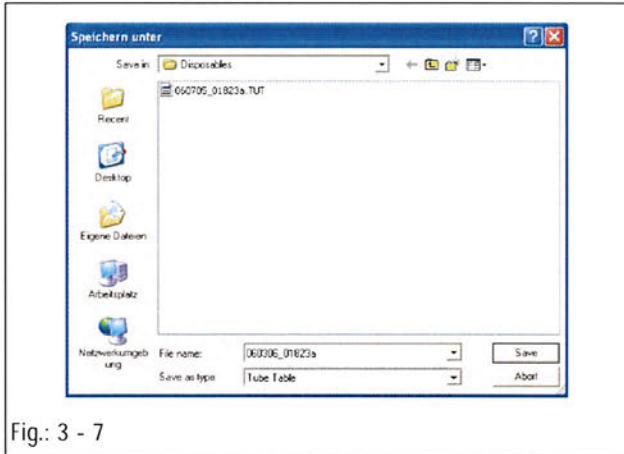 Speichern unter
Save in
Disposables
060705_01823a.TUT
Recent
Desktop
Eigene Dateien
Arbeitsplatz
Netzwerkumgeb
ung
File name:
060306_01823a
Save
Save as type
Tube Table
Abort
Fig.: 3 - 7